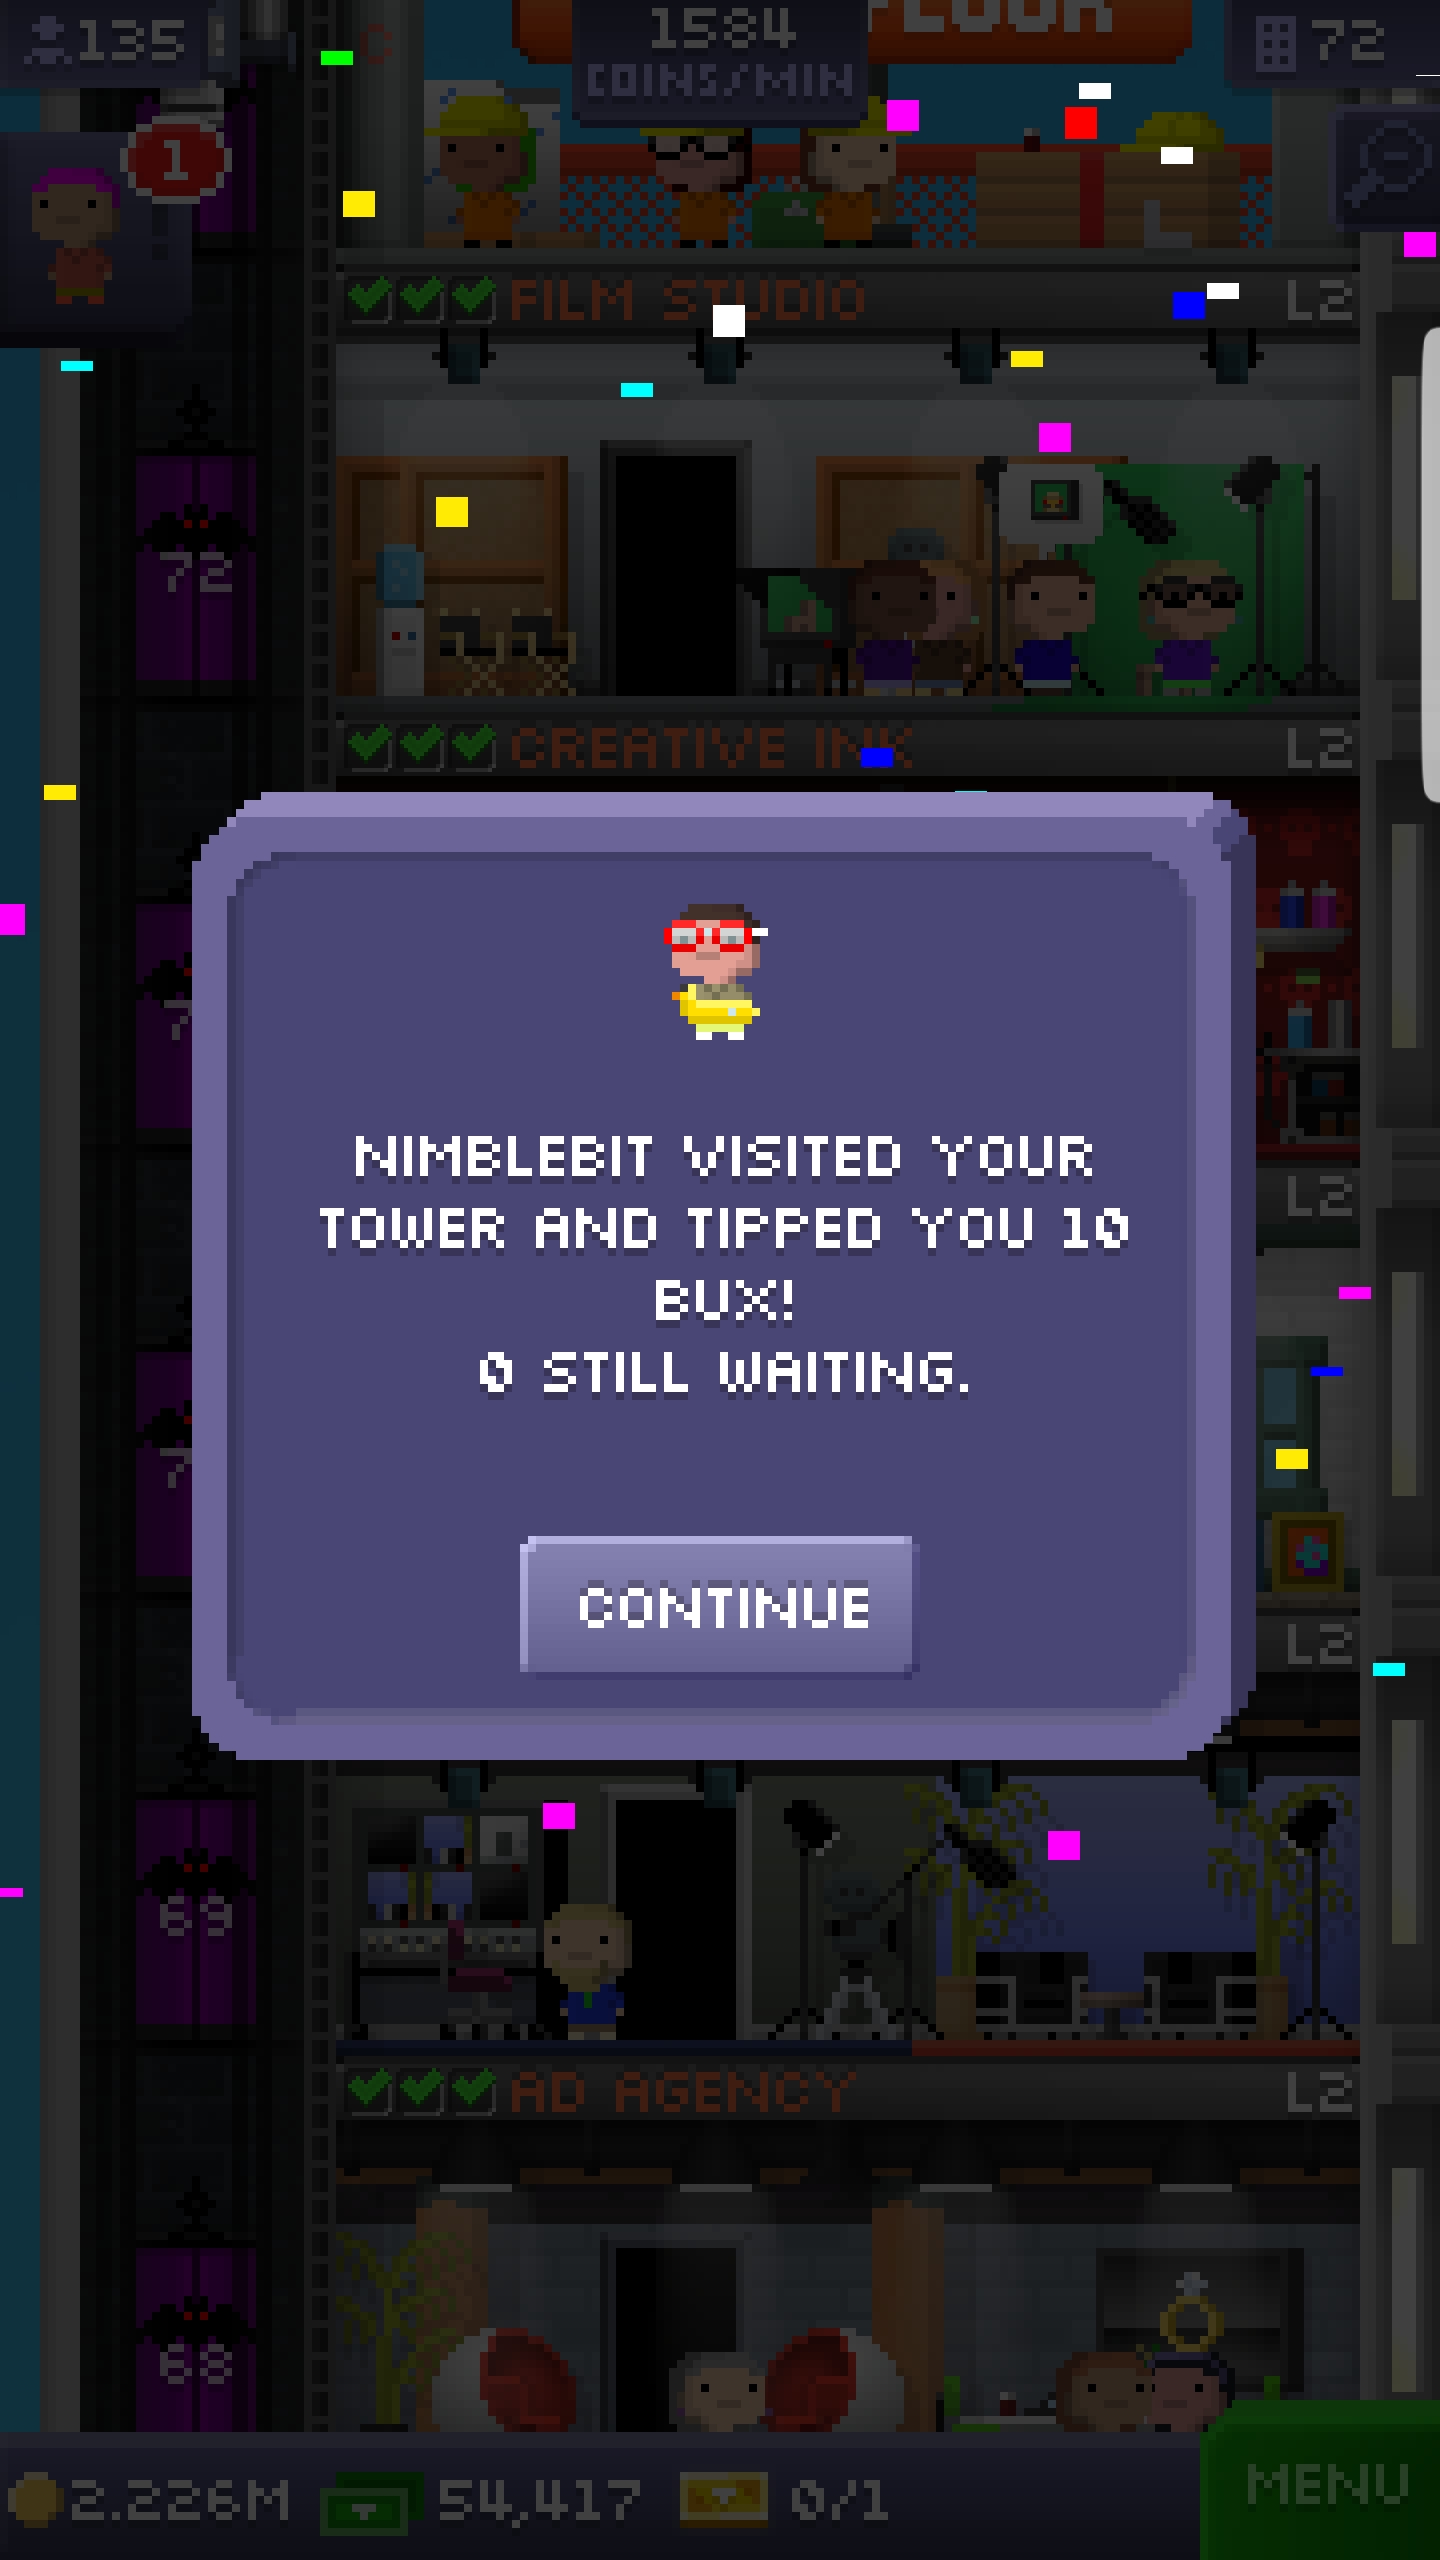 135
1584
COINS/MIN
FLOOR
72
1
FILM STUDIO L2
72
CREATIVE INK L2
NIMBLEBIT VISITED YOUR
TOWER AND TIPPED YOU 10
BUX!
0 STILL WAITING.
CONTINUE
L2
L2
69
AD AGENCY L2
68
2.226M 54,417 0/1
MENU